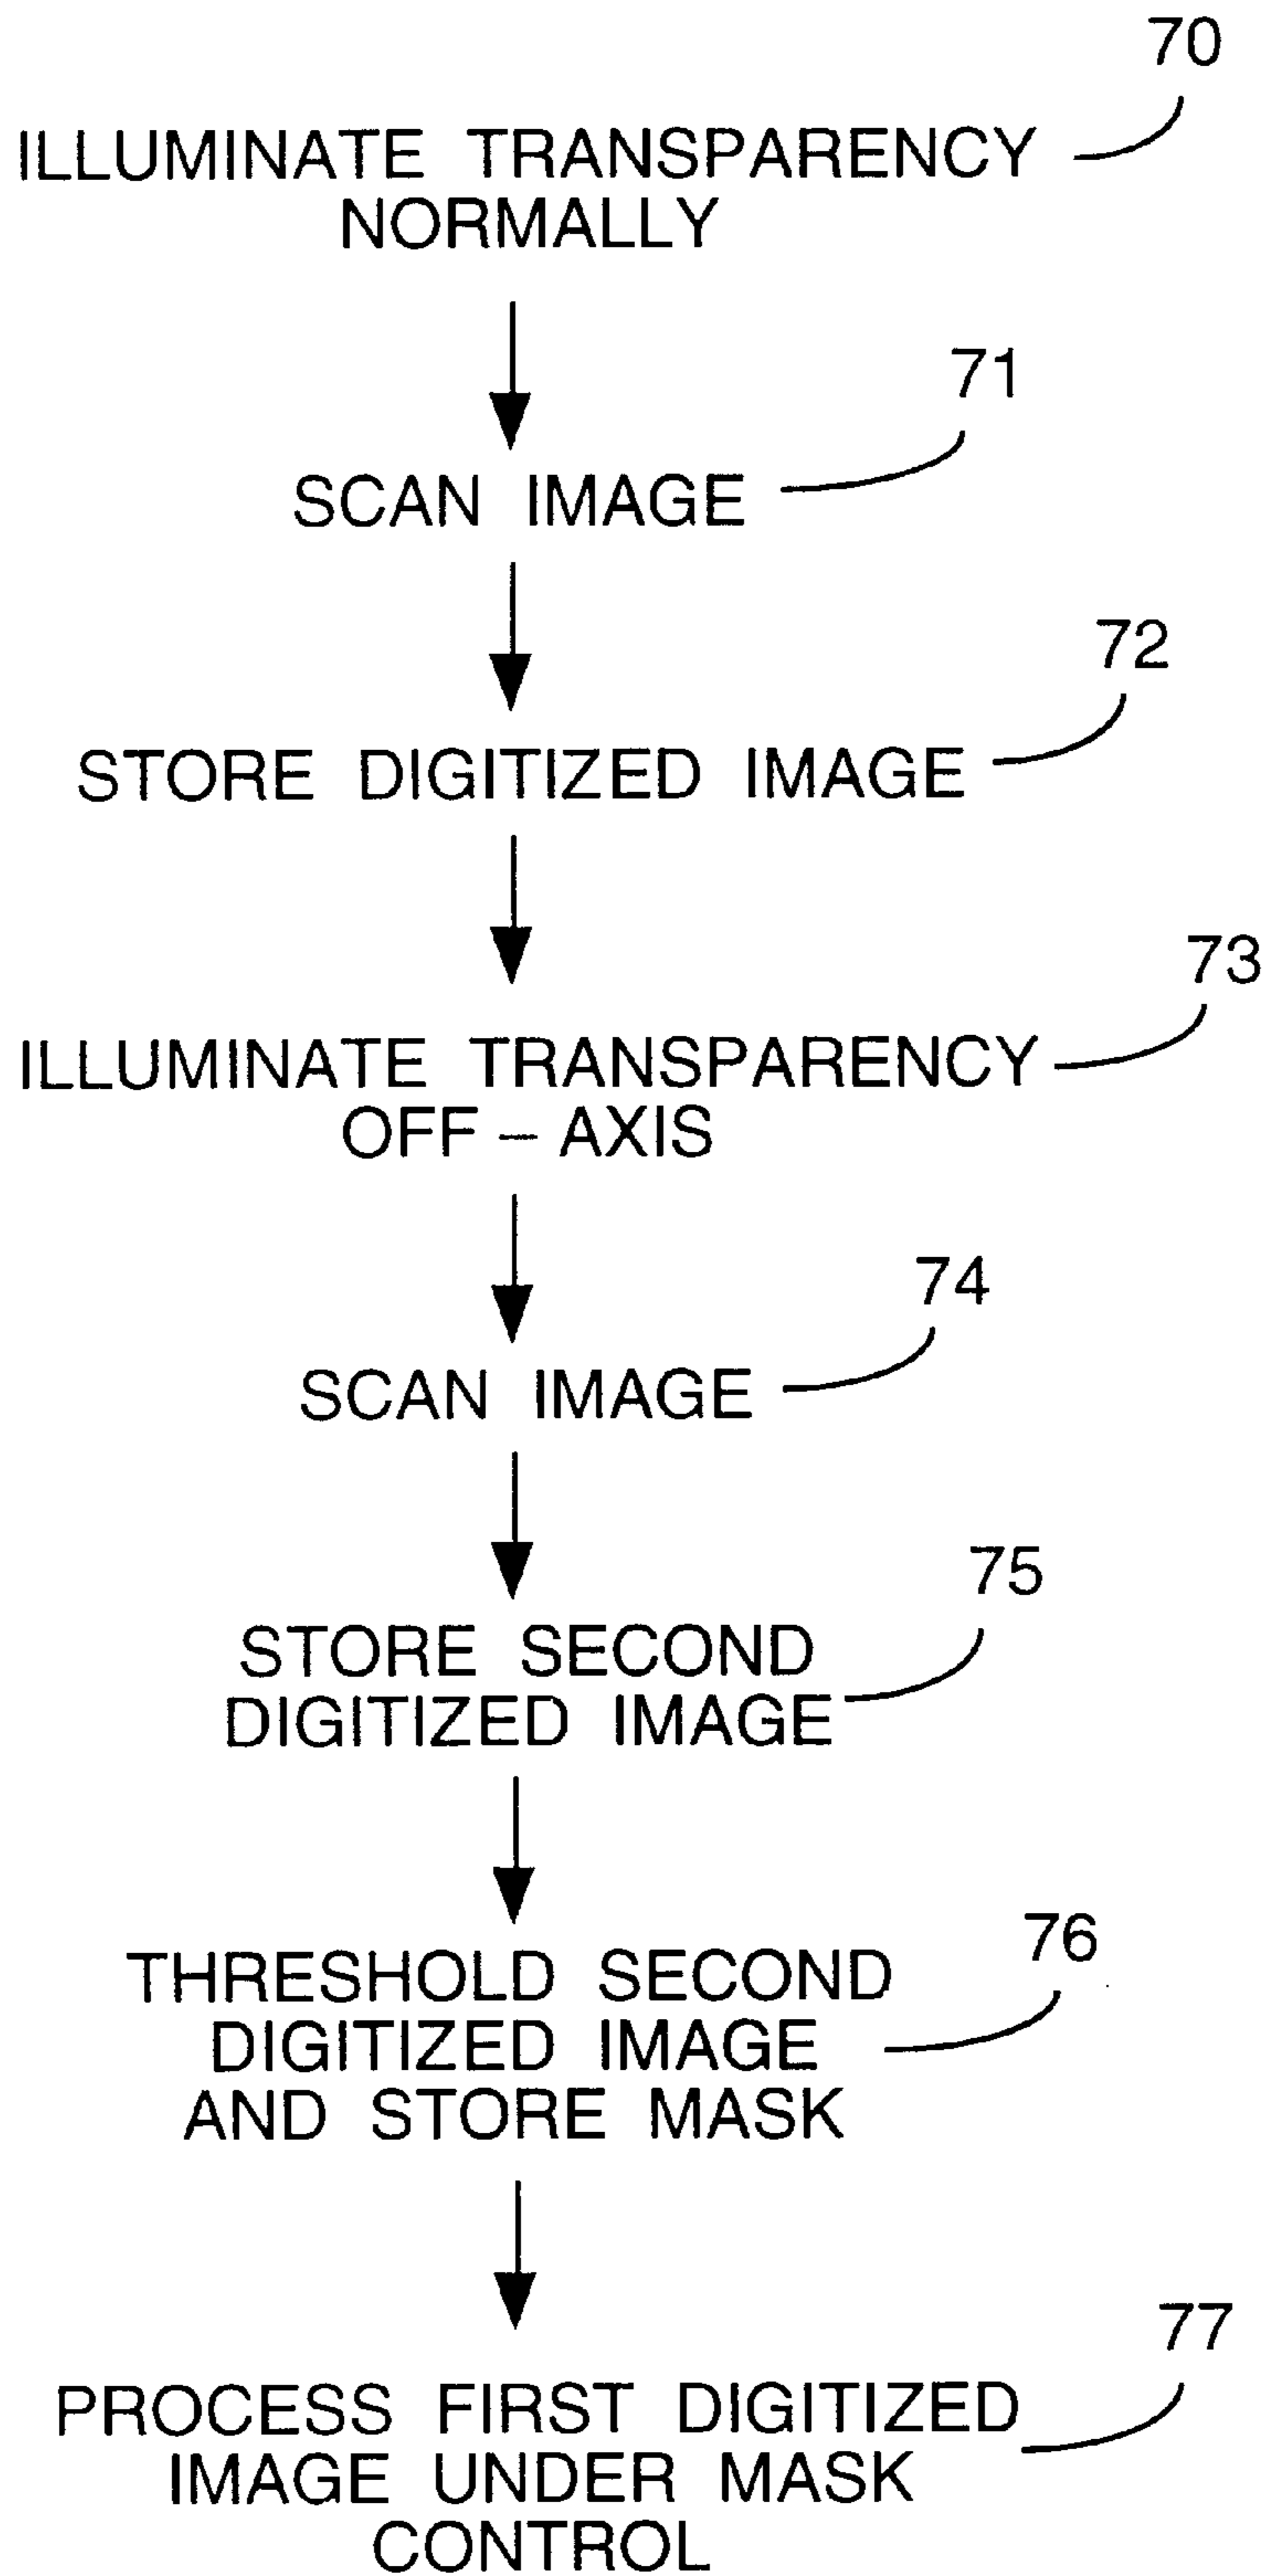 70
ILLUMINATE TRANSPARENCY
NORMALLY
71
SCAN IMAGE
72
STORE DIGITIZED IMAGE
73
ILLUMINATE TRANSPARENCY
OFF – AXIS
74
SCAN IMAGE
75
STORE SECOND
DIGITIZED IMAGE
76
THRESHOLD SECOND
DIGITIZED IMAGE
AND STORE MASK
77
PROCESS FIRST DIGITIZED
IMAGE UNDER MASK
CONTROL